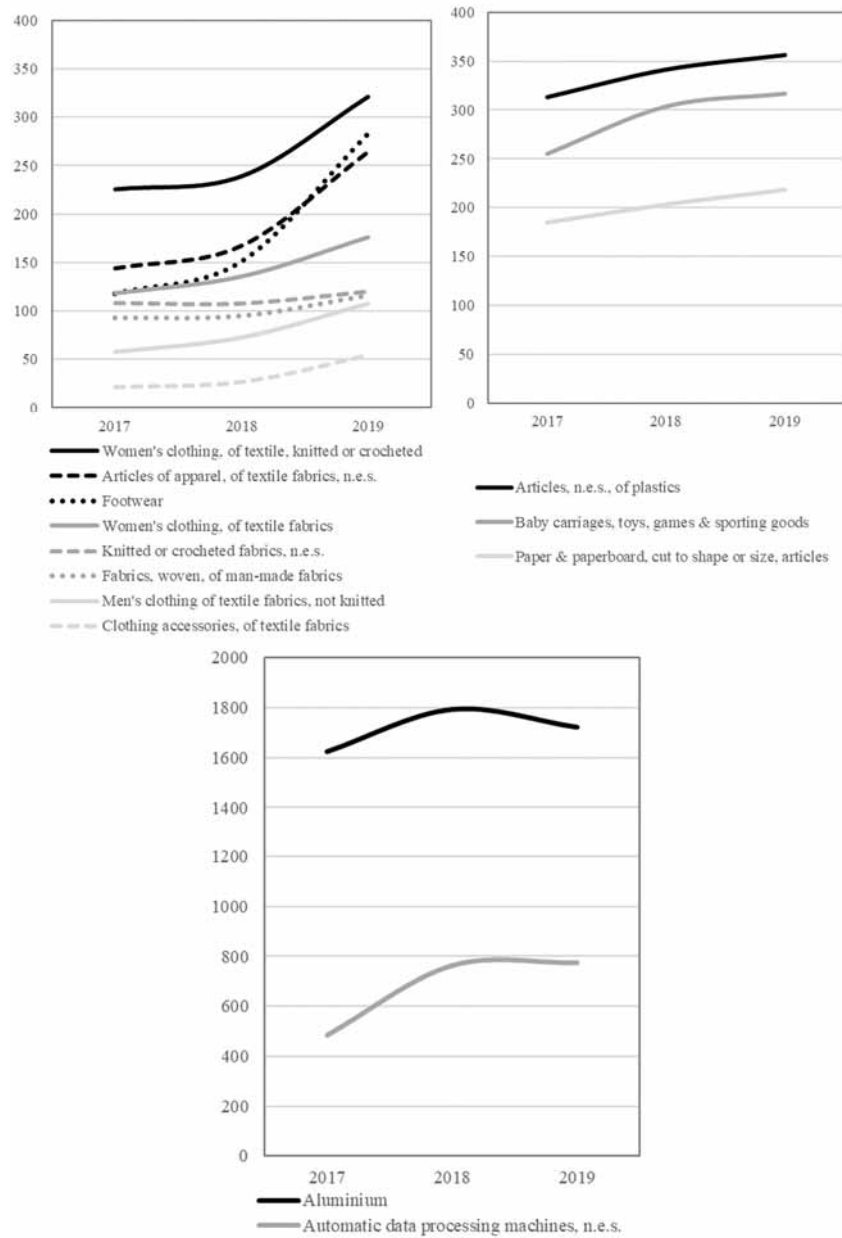 400
350
300
250
200
150
100
50
0
2017 2018 2019
Women's clothing, of textile, knitted or crocheted
Articles of apparel, of textile fabrics, n.e.s.
Footwear
Women's clothing, of textile fabrics
Knitted or crocheted fabrics, n.e.s.
Fabrics, woven, of man-made fabrics
Men's clothing of textile fabrics, not knitted
Clothing accessories, of textile fabrics
400
350
300
250
200
150
100
50
0
2017 2018 2019
Articles, n.e.s., of plastics
Baby carriages, toys, games & sporting goods
Paper & paperboard, cut to shape or size, articles
2000
1800
1600
1400
1200
1000
800
600
400
200
0
2017 2018 2019
Aluminium
Automatic data processing machines, n.e.s.